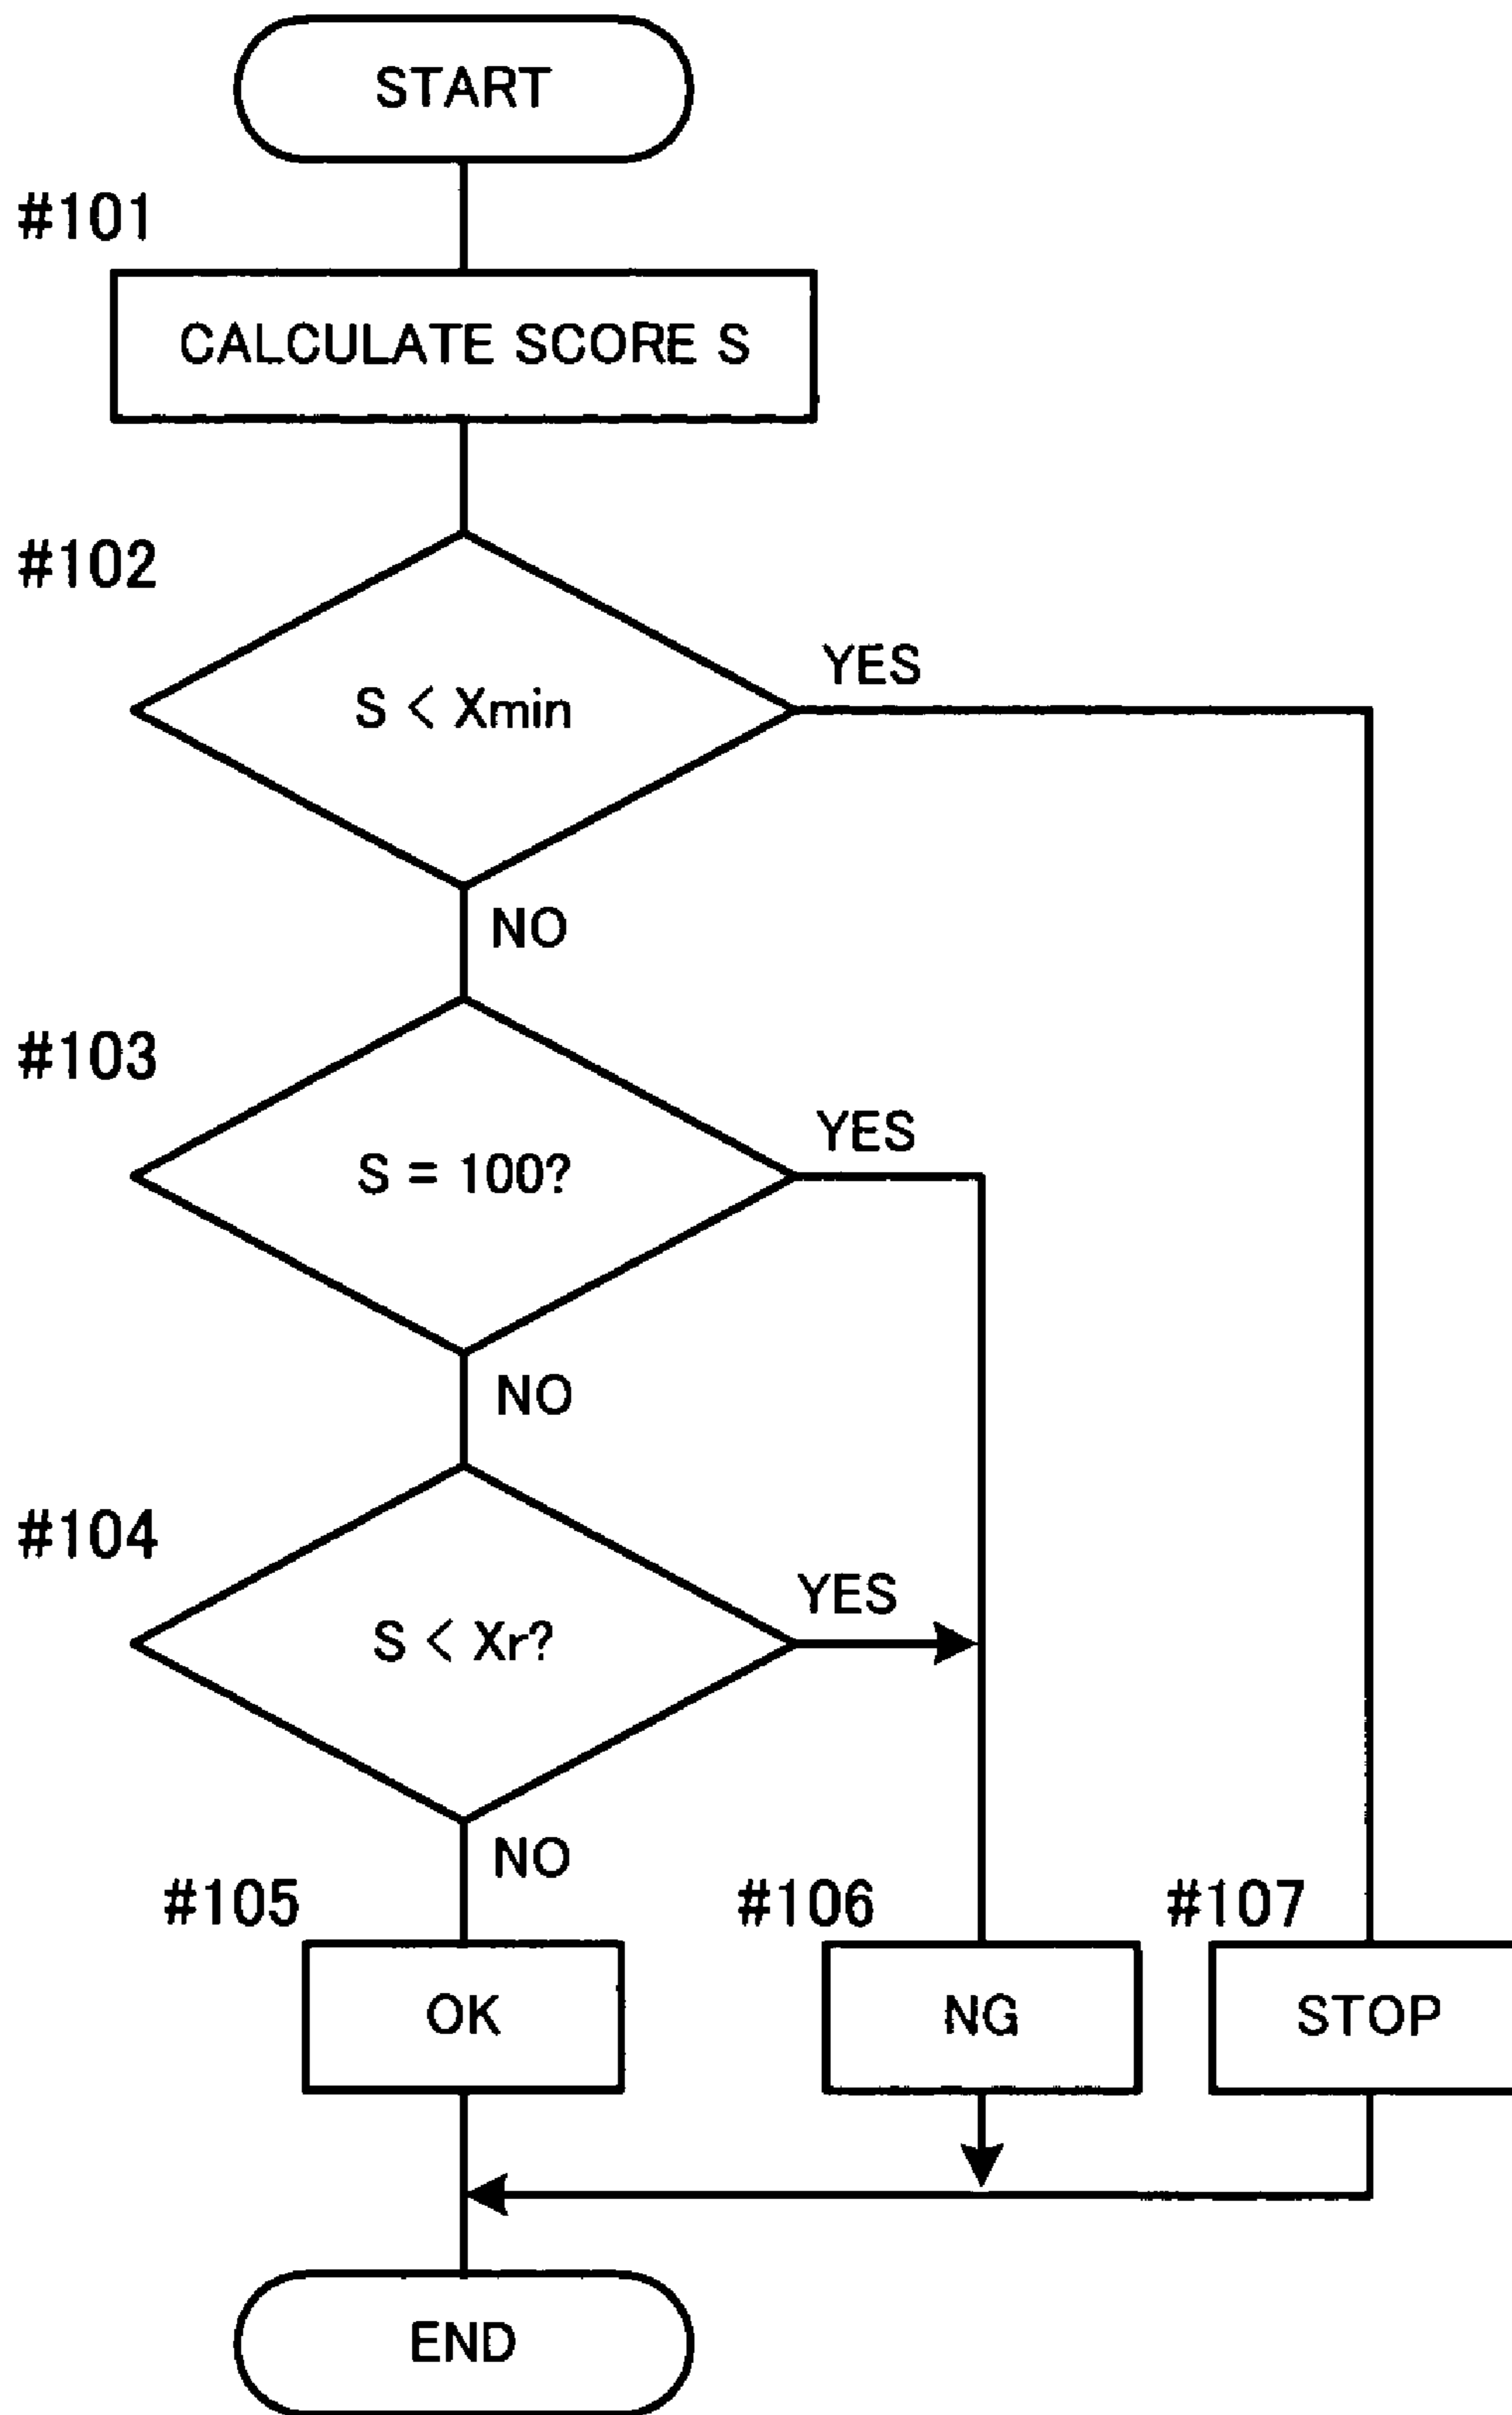 START
#101
CALCULATE SCORE S
#102
YES
S < Xmin
NO
#103
YES
S = 100?
NO
#104
YES
S < Xr?
NO
#105
#106
#107
OK
NG
STOP
END